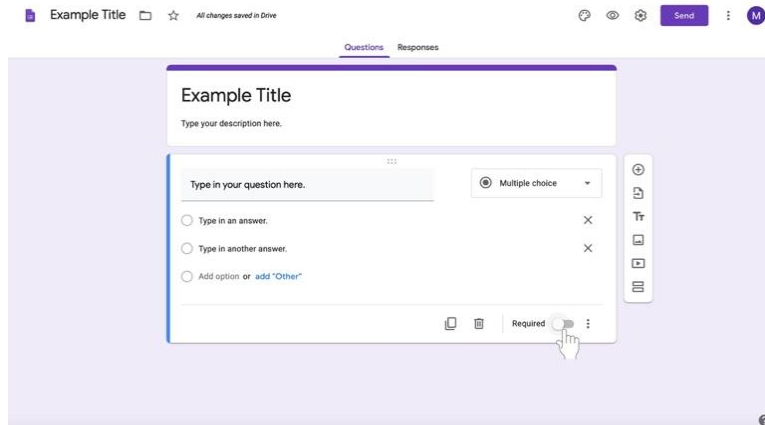 Example Title
All changes saved in Drive
Send
M
Questions
Responses
Example Title
Type your description here.
Type in your question here.
Multiple choice
Type in an answer.
Type in another answer.
Add option or add "Other"
Required
Tт